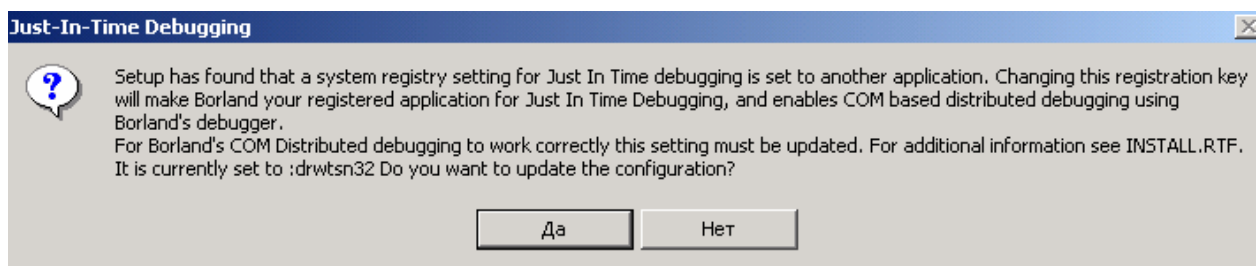 Just-In-Time Debugging
Setup has found that a system registry setting for Just In Time debugging is set to another application. Changing this registration key
will make Borland your registered application for Just In Time Debugging, and enables COM based distributed debugging using
Borland's debugger.
For Borland's COM Distributed debugging to work correctly this setting must be updated. For additional information see INSTALL.RTF.
It is currently set to :drwtsn32 Do you want to update the configuration?
Да
Нет